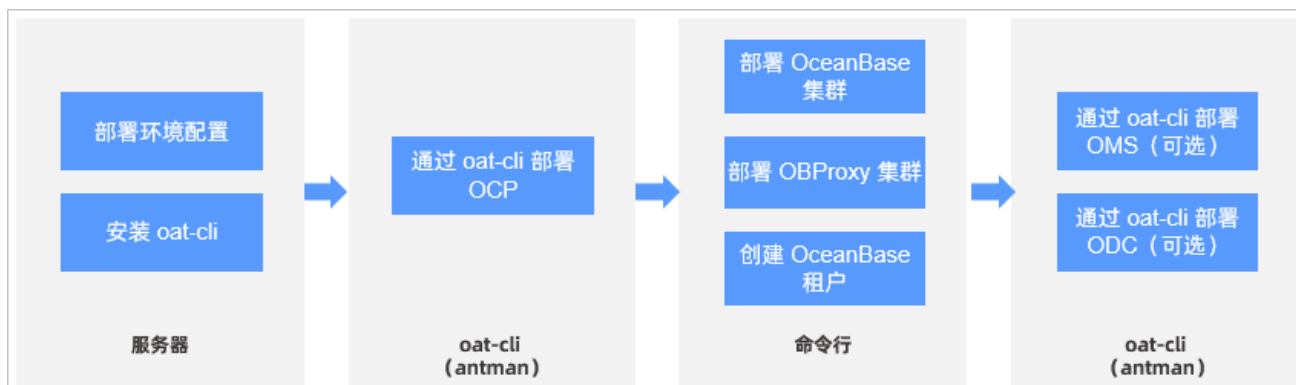 部署环境配置
安装 oat-cli
服务器
通过 oat-cli 部署
OCP
oat-cli
(antman)
部署 OceanBase
集群
部署 OBProxy 集群
创建 OceanBase
租户
命令行
通过 oat-cli 部署
OMS(可选)
通过 oat-cli 部署
ODC(可选)
oat-cli
(antman)